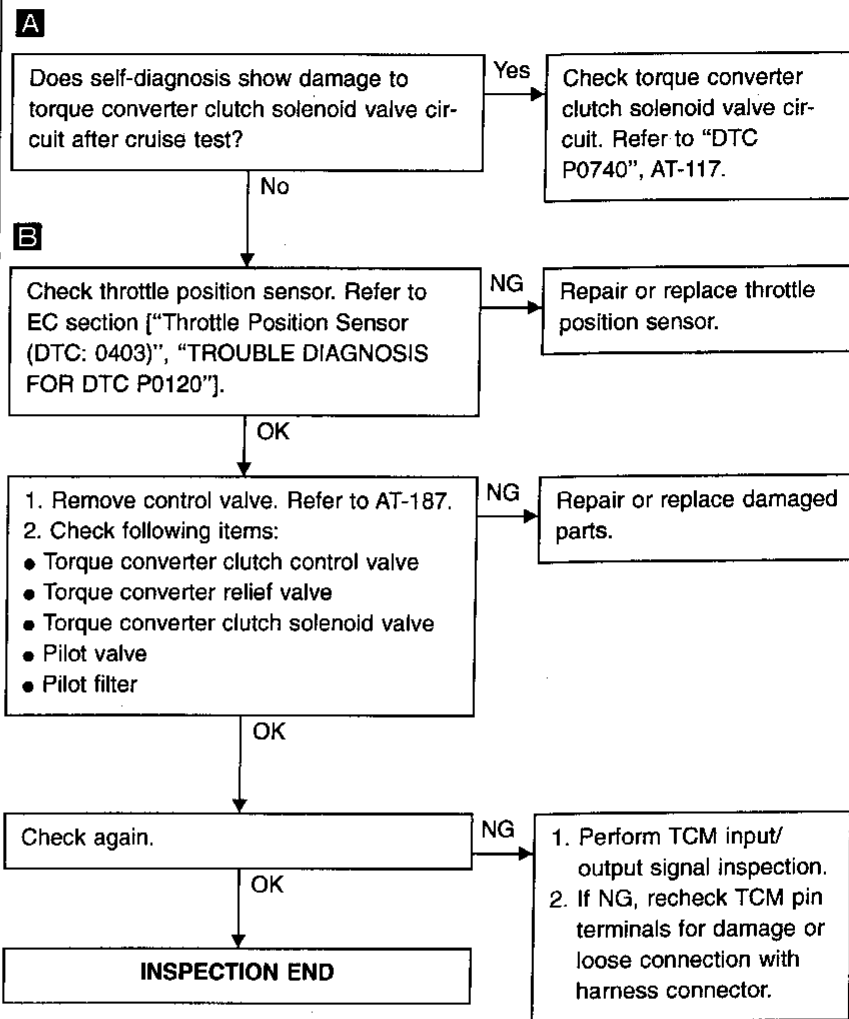 A
Does self-diagnosis show damage to
torque converter clutch solenoid valve cir-
cuit after cruise test?
Yes
Check torque converter
clutch solenoid valve cir-
cuit. Refer to “DTC
P0740”, AT-117.
No
B
Check throttle position sensor. Refer to
EC section [“Throttle Position Sensor
(DTC: 0403)”, “TROUBLE DIAGNOSIS
FOR DTC P0120”].
NG
Repair or replace throttle
position sensor.
OK
1. Remove control valve. Refer to AT-187.
2. Check following items:
● Torque converter clutch control valve
● Torque converter relief valve
● Torque converter clutch solenoid valve
● Pilot valve
● Pilot filter
NG
Repair or replace damaged
parts.
OK
Check again.
NG
1. Perform TCM input/
output signal inspection.
2. If NG, recheck TCM pin
terminals for damage or
loose connection with
harness connector.
OK
INSPECTION END